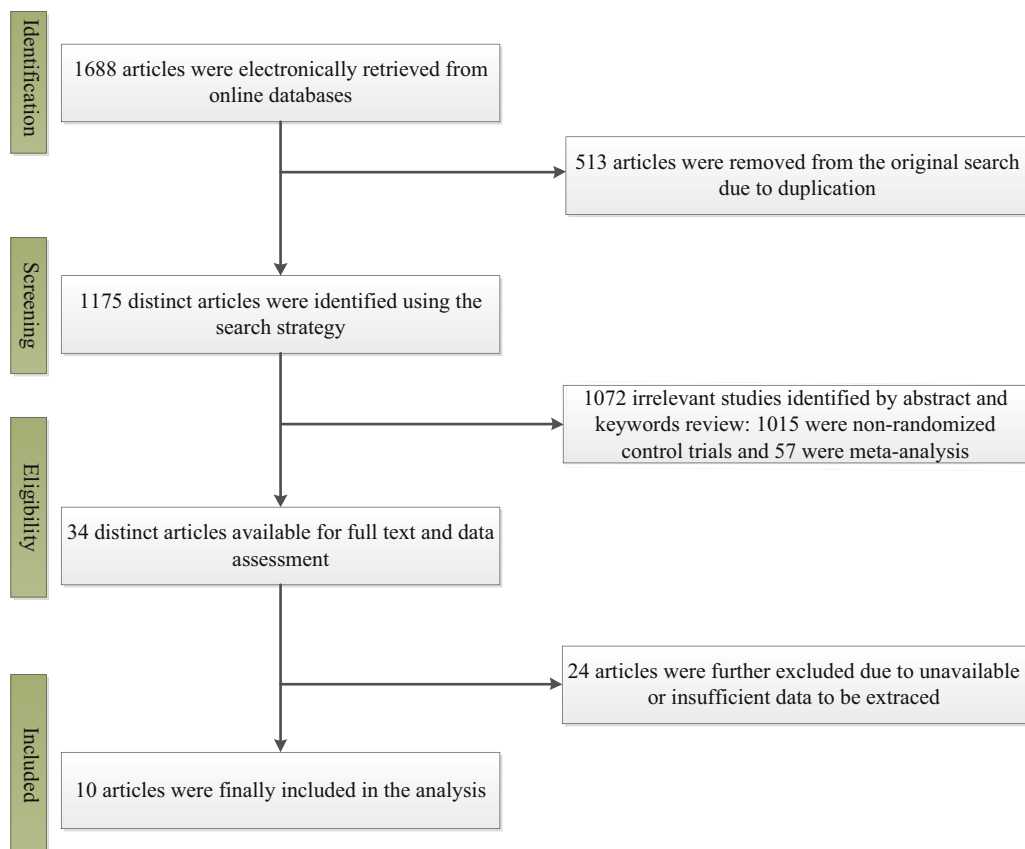 Identification
1688 articles were electronically retrieved from
online databases
513 articles were removed from the original search
due to duplication
Screening
1175 distinct articles were identified using the
search strategy
1072 irrelevant studies identified by abstract and
keywords review: 1015 were non-randomized
control trials and 57 were meta-analysis
Eligibility
34 distinct articles available for full text and data
assessment
24 articles were further excluded due to unavailable
or insufficient data to be extraced
Included
10 articles were finally included in the analysis